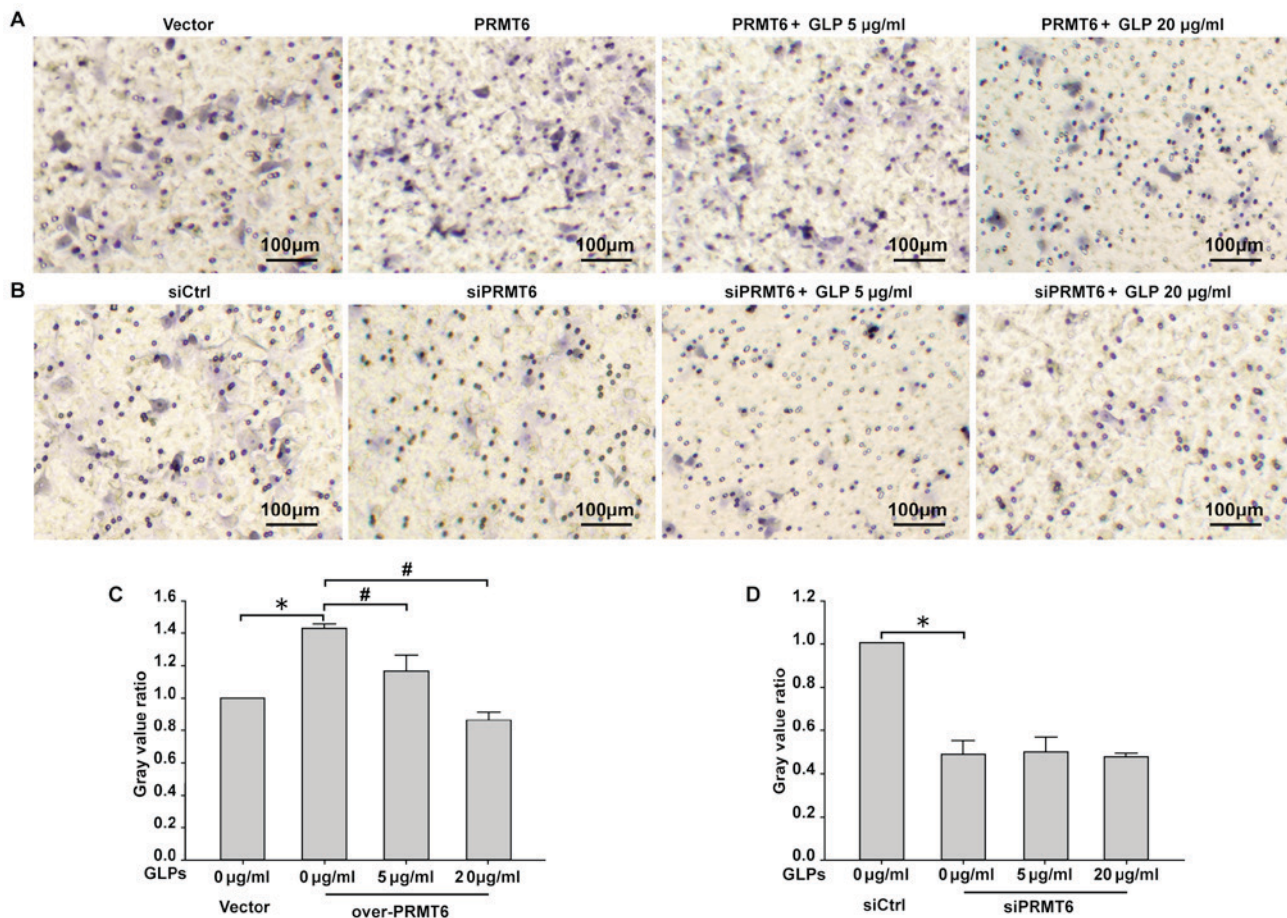 A
Vector
PRMT6
PRMT6 + GLP 5 µg/ml
PRMT6 + GLP 20 µg/ml
100µm
100µm
100µm
100µm
B
siCtrl
siPRMT6
siPRMT6 + GLP 5 µg/ml
siPRMT6 + GLP 20 µg/ml
100µm
100µm
100µm
100µm
C
Gray value ratio
1.6
1.4
1.2
1.0
0.8
0.6
0.4
0.2
0.0
*
#
#
GLPs
0 µg/ml
0 µg/ml
5 µg/ml
20 µg/ml
Vector
over-PRMT6
D
Gray value ratio
1.2
1.0
0.8
0.6
0.4
0.2
0.0
*
GLPs
0 µg/ml
0 µg/ml
5 µg/ml
20 µg/ml
siCtrl
siPRMT6